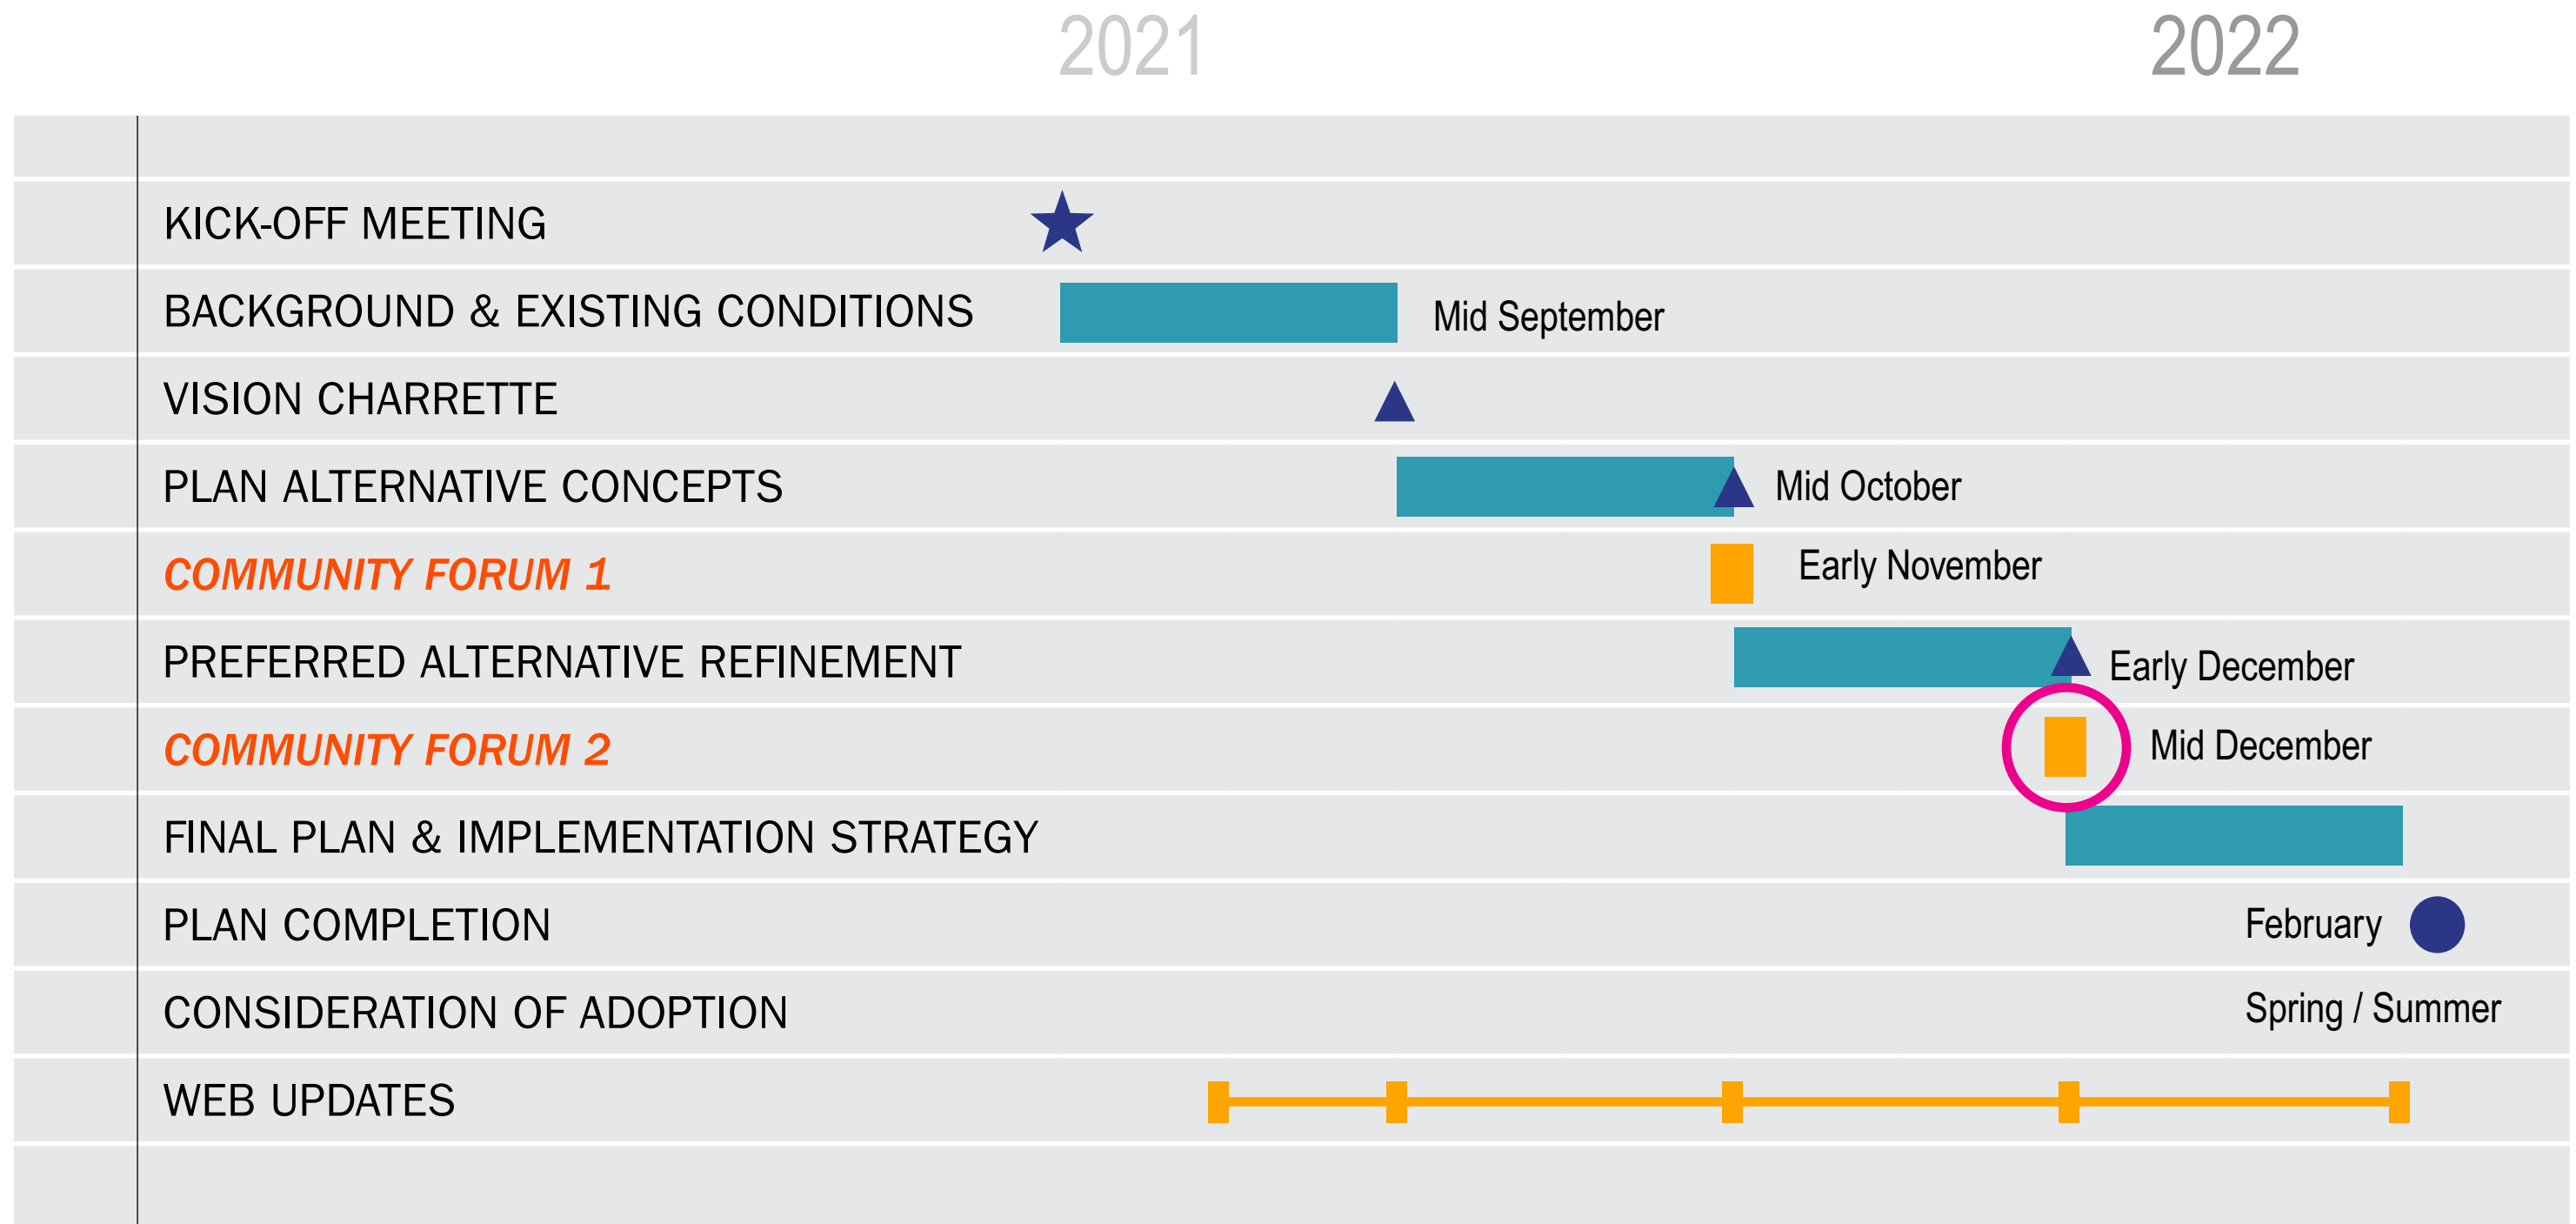 2021 2022
KICK-OFF MEETING
BACKGROUND & EXISTING CONDITIONS Mid September
VISION CHARRETTE
PLAN ALTERNATIVE CONCEPTS Mid October
COMMUNITY FORUM 1 Early November
PREFERRED ALTERNATIVE REFINEMENT Early December
COMMUNITY FORUM 2 Mid December
FINAL PLAN & IMPLEMENTATION STRATEGY
PLAN COMPLETION February
CONSIDERATION OF ADOPTION Spring / Summer
WEB UPDATES